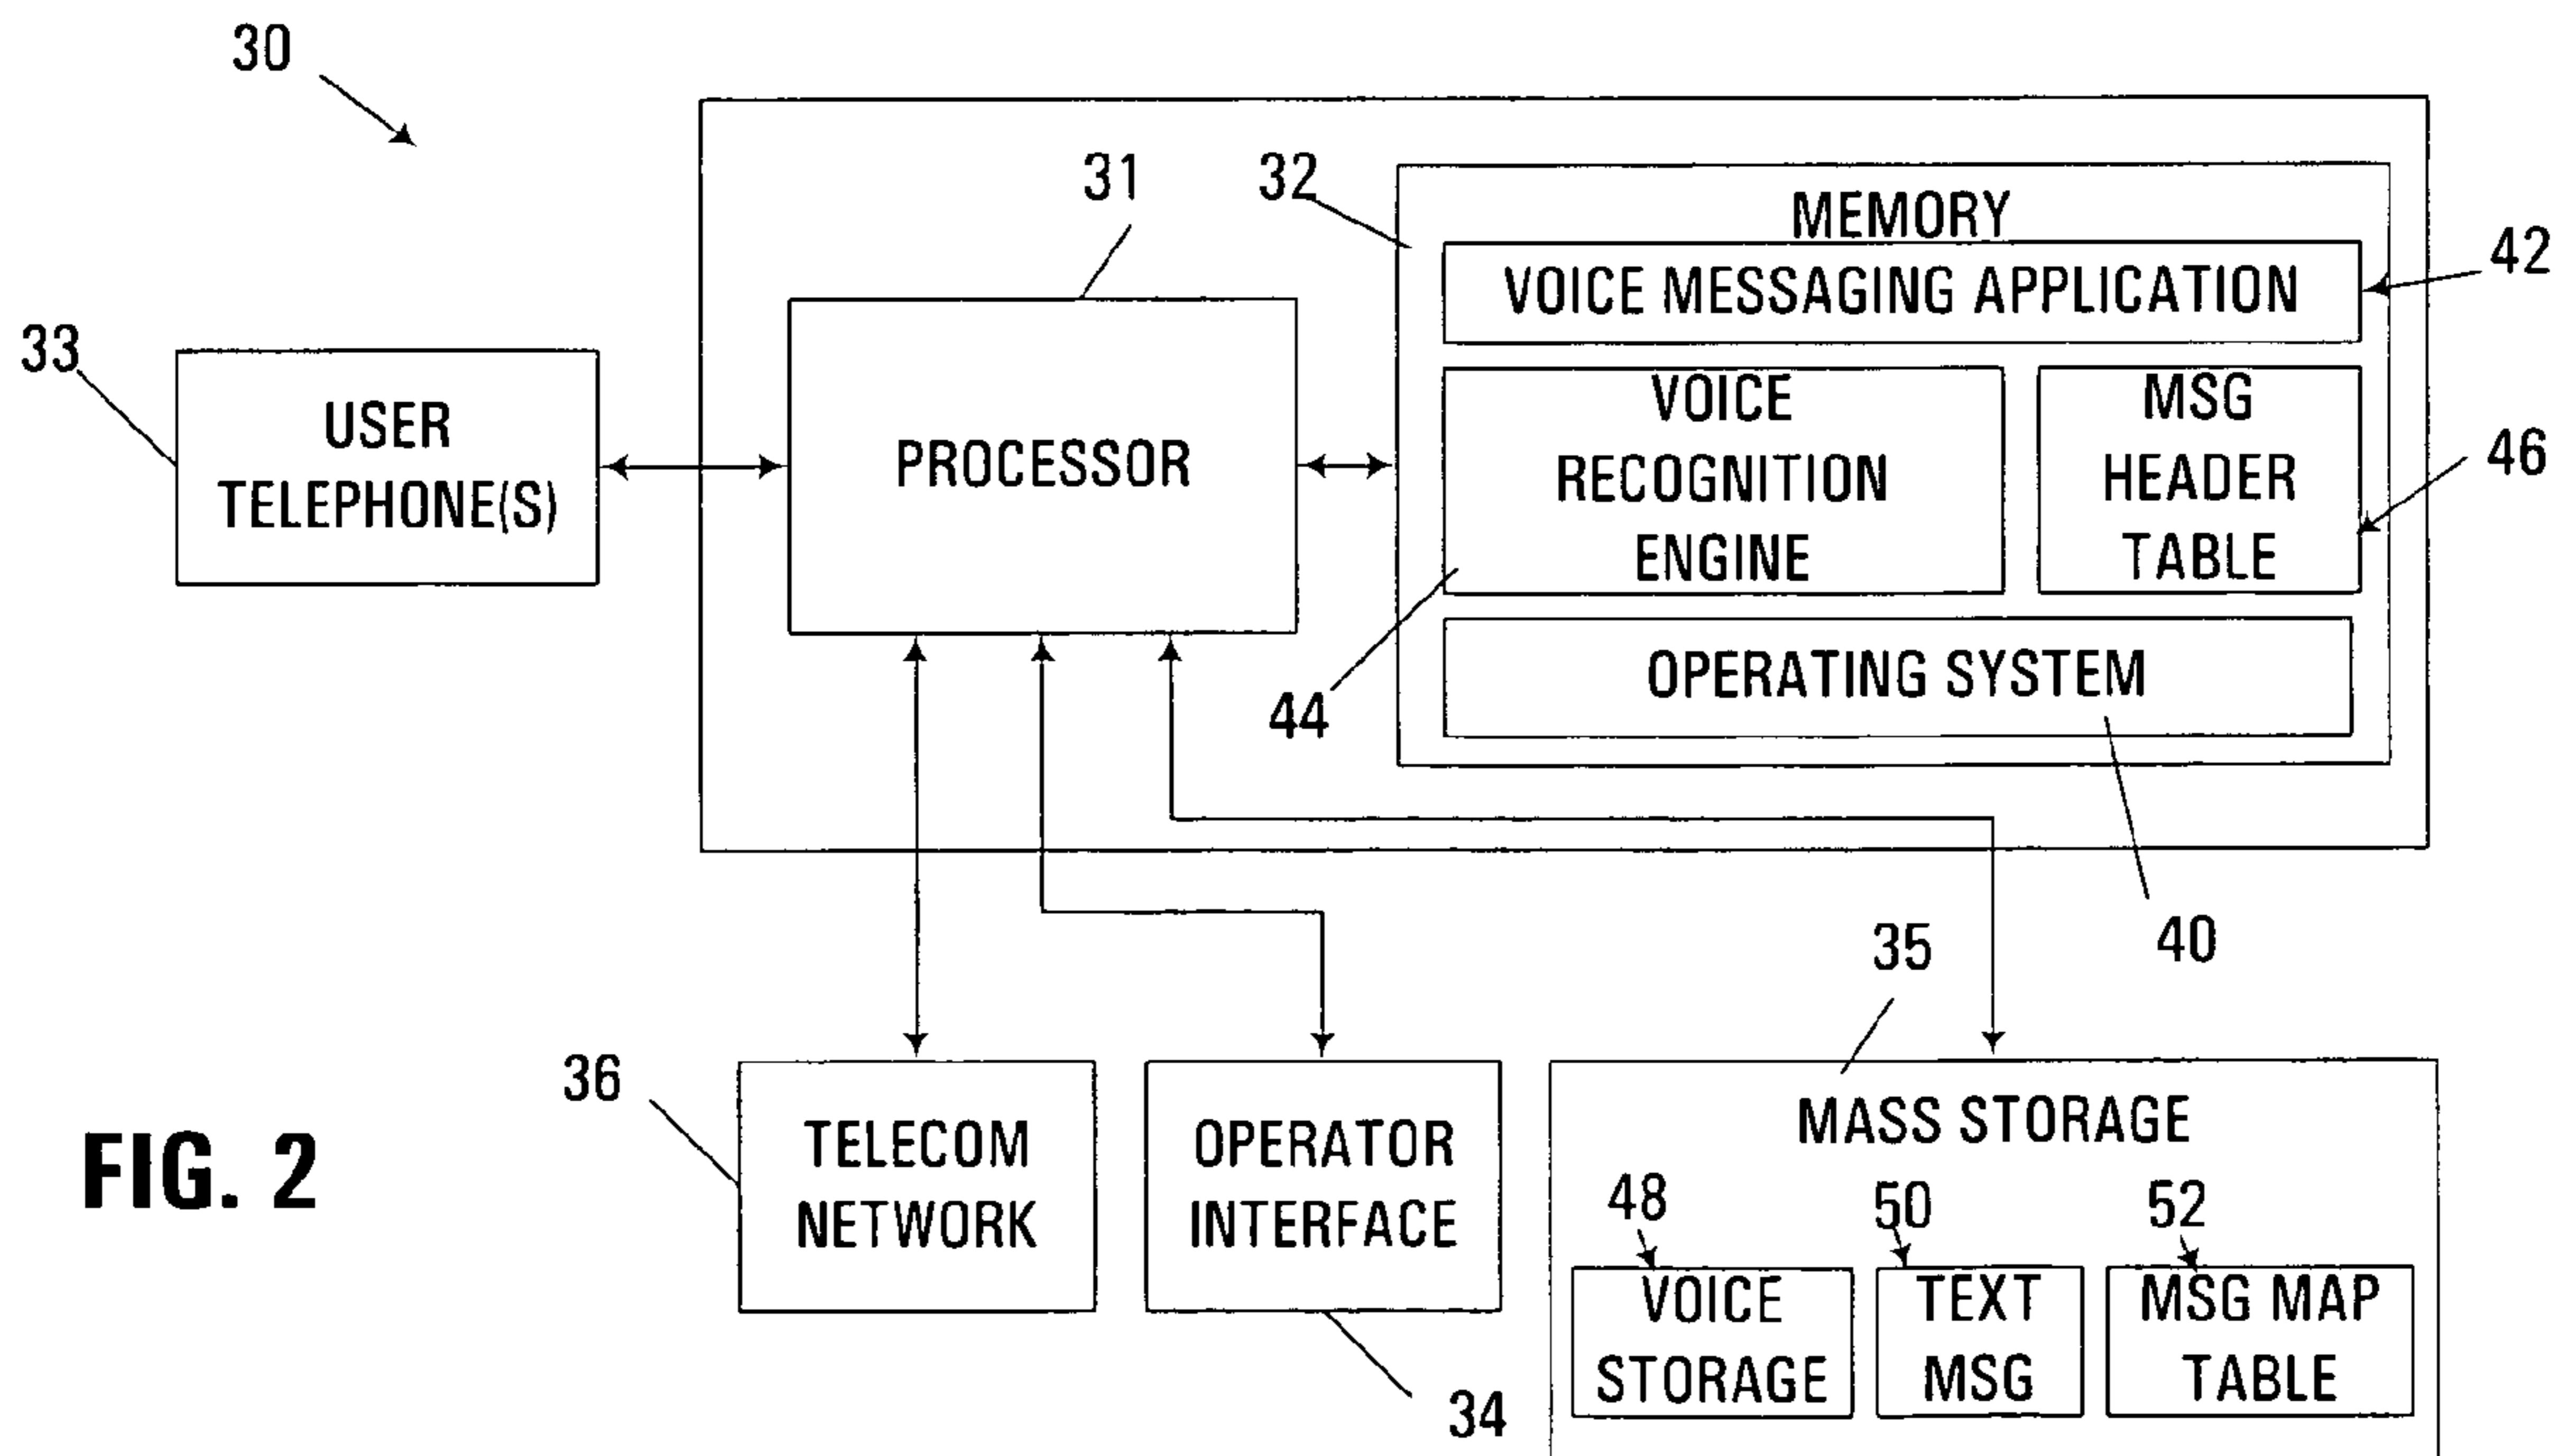 30
31
32
MEMORY
VOICE MESSAGING APPLICATION
42
33
USER
TELEPHONE(S)
PROCESSOR
VOICE
RECOGNITION
ENGINE
MSG
HEADER
TABLE
46
44
OPERATING SYSTEM
40
35
36
TELECOM
NETWORK
OPERATOR
INTERFACE
34
MASS STORAGE
48
50
52
VOICE
STORAGE
TEXT
MSG
MSG MAP
TABLE
FIG. 2